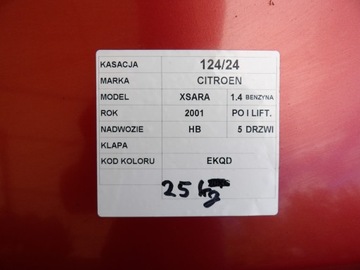 KASACJA 124/24
MARKA CITROEN
MODEL XSARA 1.4 BENZYNA
ROK 2001 PO I LIFT.
NADWOZIE HB 5 DRZWI
KLAPA
KOD KOLORU EKQD
25 kg